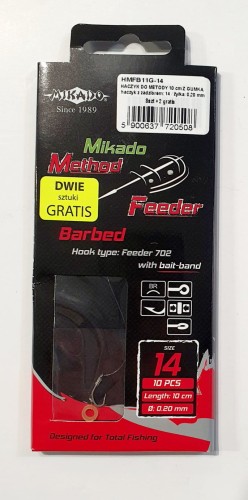 HMFB11G-14
HACZYK DO METODY 10 cm Z GUMKĄ
haczyk z zadziorem: 14 - żyłka: 0.20 mm
8szt + 2 gratis
5 900637 720508
MIKADO
Since 1989
Mikado
Method
Feeder
DWIE
sztuki
GRATIS
Barbed
Hook type: Feeder 702
with bait-band
BR
SIZE
14
10 PCS
Length: 10 cm
Ø: 0.20 mm
Designed for Total Fishing